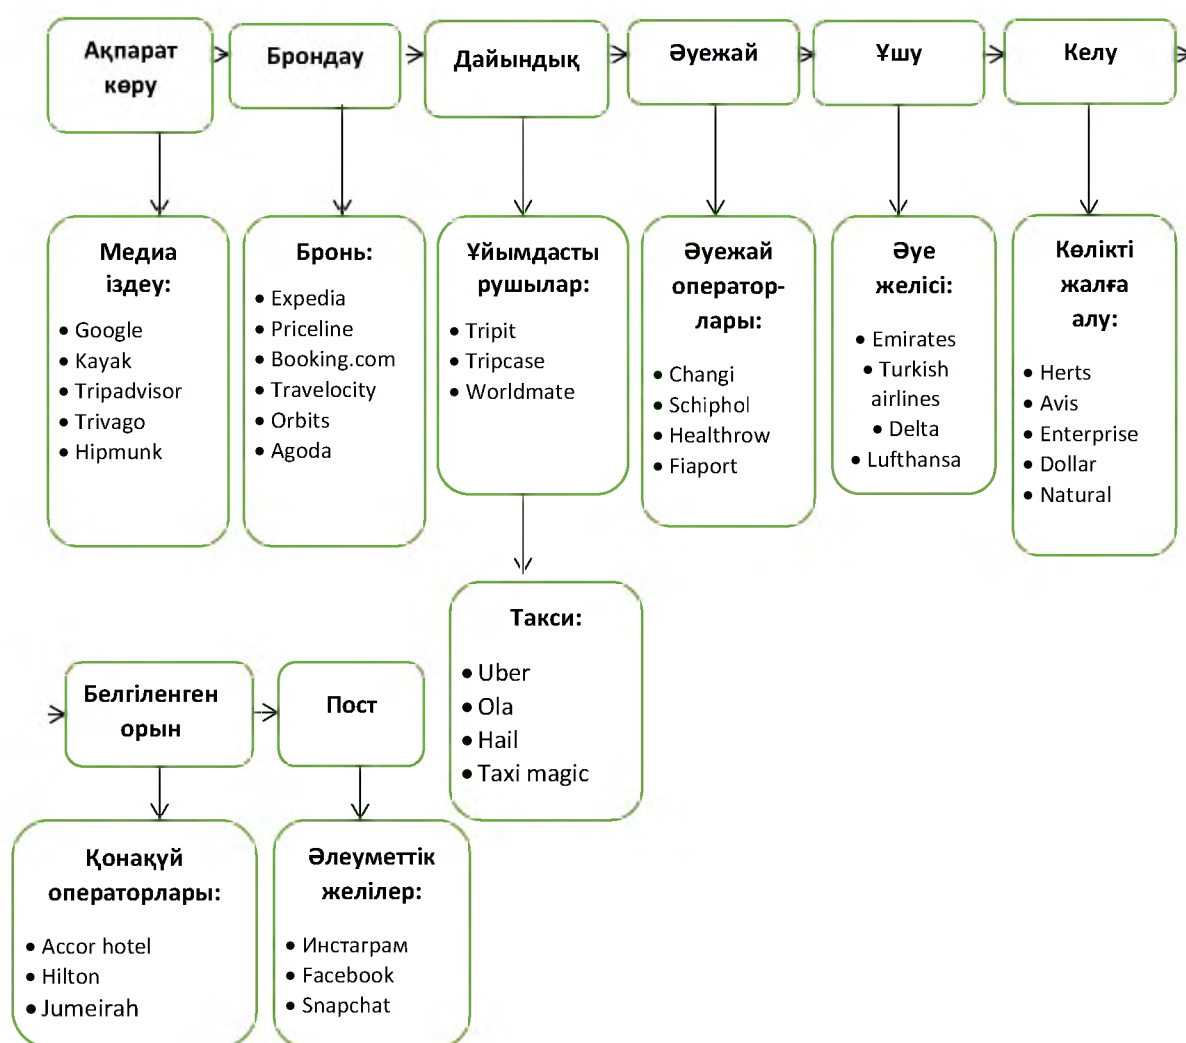 Ақпарат
көру
Брондау
Дайындық
Әуежай
Ұшу
Келу
Медиа
іздеу:
• Google
• Kayak
• Tripadvisor
• Trivago
• Hipmunk
Бронь:
• Expedia
• Priceline
• Booking.com
• Travelocity
• Orbits
• Agoda
Ұйымдасты
рушылар:
• Tripit
• Tripcase
• Worldmate
Әуежай
оператор-
лары:
• Changi
• Schiphol
• Healthrow
• Fiaport
Әуе
желісі:
• Emirates
• Turkish
airlines
• Delta
• Lufthansa
Көлікті
жалға
алу:
• Herts
• Avis
• Enterprise
• Dollar
• Natural
Такси:
• Uber
• Ola
• Hail
• Taxi magic
Белгіленген
орын
Пост
Қонақүй
операторлары:
• Accor hotel
• Hilton
• Jumeirah
Әлеуметтік
желілер:
• Инстаграм
• Facebook
• Snapchat